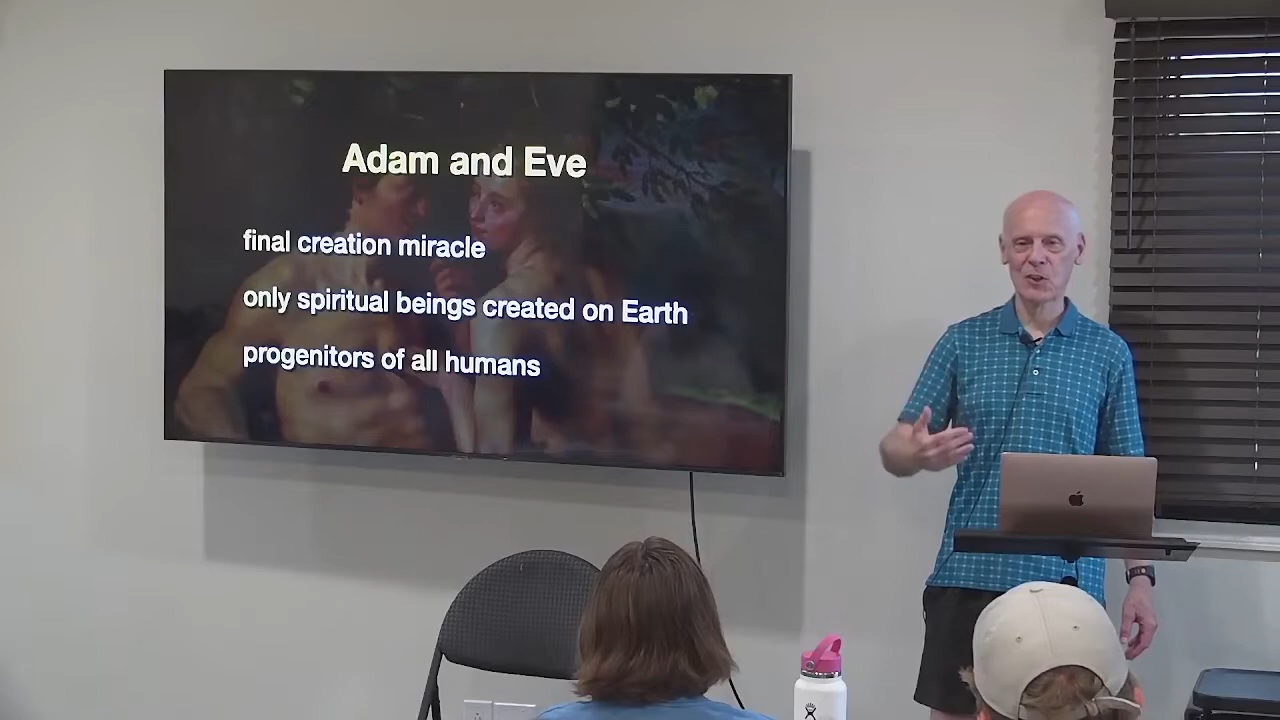 Adam and Eve
final creation miracle
only spiritual beings created on Earth
progenitors of all humans